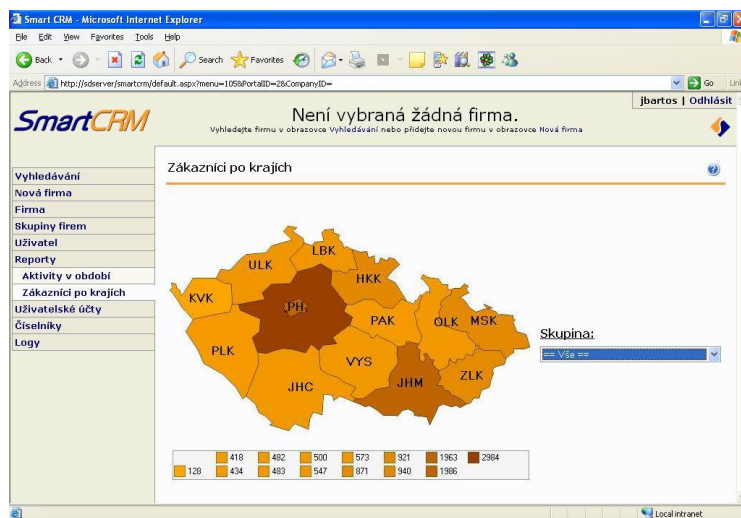 Smart CRM - Microsoft Internet Explorer
File Edit View Favorites Tools Help
Back Search Favorites
Address http://sdserver/smartcrm/default.aspx?menu=105&PortalID=2&CompanyID= Go Link
jbartos | Odhlásit
SmartCRM
Není vybraná žádná firma.
Vyhledejte firmu v obrazovce Vyhledávání nebo přidejte novou firmu v obrazovce Nová firma
Vyhledávání
Nová firma
Firma
Skupiny firem
Uživatel
Reporty
Aktivity v období
Zákazníci po krajích
Uživatelské účty
Číselníky
Logy
Zákazníci po krajích
LBK
ULK
HKK
KVK
PH
PAK
OLK
MSK
PLK
VYS
ZLK
JHC
JHM
Skupina:
== Vše ==
418 482 500 573 921 1963 2984
128 434 483 547 871 940 1986
Local intranet